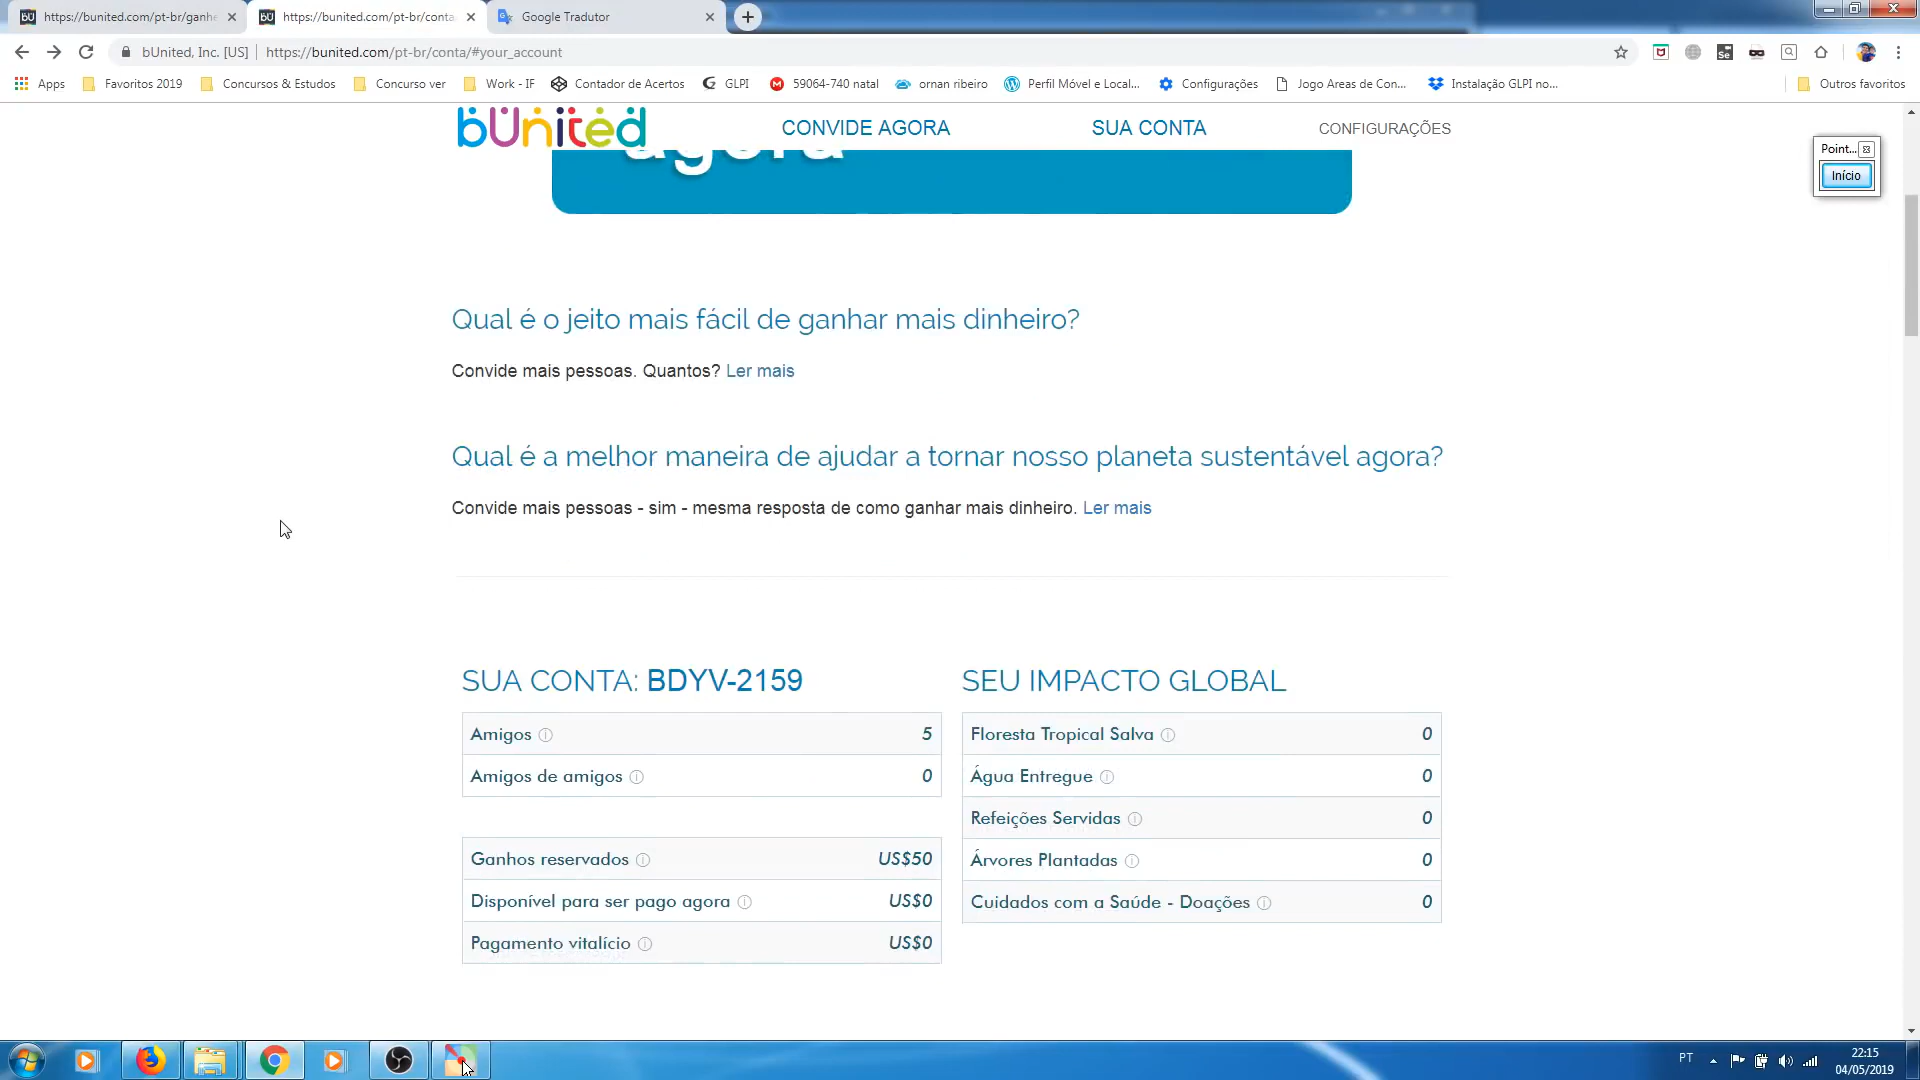 https://bunited.com/pt-br/ganhe
https://bunited.com/pt-br/conta
Google Tradutor
bUnited, Inc. [US]
https://bunited.com/pt-br/conta/#your_account
Apps
Favoritos 2019
Concursos & Estudos
Concurso ver
Work - IF
Contador de Acertos
GLPI
59064-740 natal
ornan ribeiro
Perfil Móvel e Local...
Configurações
Jogo Areas de Con...
Instalação GLPI no...
Outros favoritos
bUnited
CONVIDE AGORA
SUA CONTA
CONFIGURAÇÕES
agora
Point...
Início
Qual é o jeito mais fácil de ganhar mais dinheiro?
Convide mais pessoas. Quantos? Ler mais
Qual é a melhor maneira de ajudar a tornar nosso planeta sustentável agora?
Convide mais pessoas - sim - mesma resposta de como ganhar mais dinheiro. Ler mais
SUA CONTA: BDYV-2159
Amigos 5
Amigos de amigos 0
Ganhos reservados US$50
Disponível para ser pago agora US$0
Pagamento vitalício US$0
SEU IMPACTO GLOBAL
Floresta Tropical Salva 0
Água Entregue 0
Refeições Servidas 0
Árvores Plantadas 0
Cuidados com a Saúde - Doações 0
PT
22:15
04/05/2019